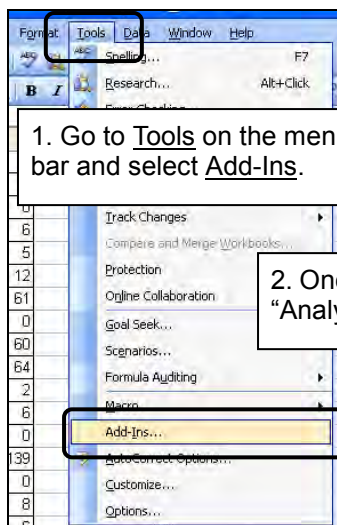 Format Tools Data Window Help
Spelling... F7
B I Research... Alt+Click
1. Go to Tools on the men
bar and select Add-Ins.
0 Track Changes
6
5 Compare and Merge Workbooks...
12 Protection
61 Online Collaboration
2. On
"Analy
0 Goal Seek...
60 Scenarios...
64 Formula Auditing
2
6 Macro
0 Add-Ins...
139 AutoCorrect Options...
0 Customize...
8 Options...